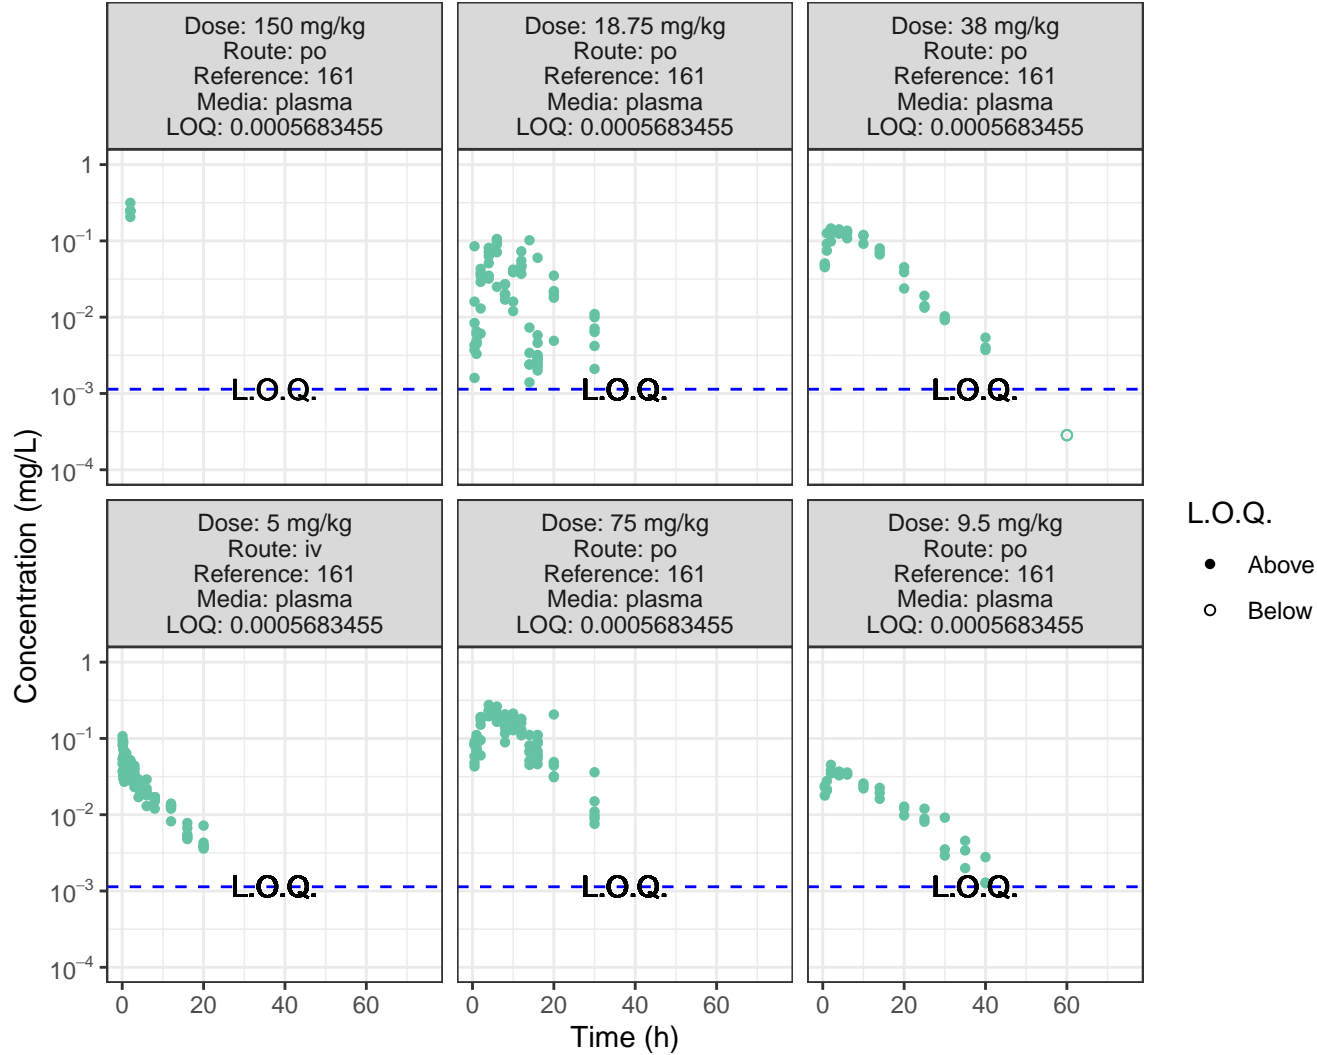 Dose: 150 mg/kg
Route: po
Reference: 161
Media: plasma
LOQ: 0.0005683455
Dose: 18.75 mg/kg
Route: po
Reference: 161
Media: plasma
LOQ: 0.0005683455
Dose: 38 mg/kg
Route: po
Reference: 161
Media: plasma
LOQ: 0.0005683455
1
10⁻¹
10⁻²
10⁻³
10⁻⁴
L.O.Q.
L.O.Q.
L.O.Q.
Dose: 5 mg/kg
Route: iv
Reference: 161
Media: plasma
LOQ: 0.0005683455
Dose: 75 mg/kg
Route: po
Reference: 161
Media: plasma
LOQ: 0.0005683455
Dose: 9.5 mg/kg
Route: po
Reference: 161
Media: plasma
LOQ: 0.0005683455
1
10⁻¹
10⁻²
10⁻³
10⁻⁴
L.O.Q.
L.O.Q.
L.O.Q.
0 20 40 60
0 20 40 60
0 20 40 60
Time (h)
Concentration (mg/L)
L.O.Q.
Above
Below